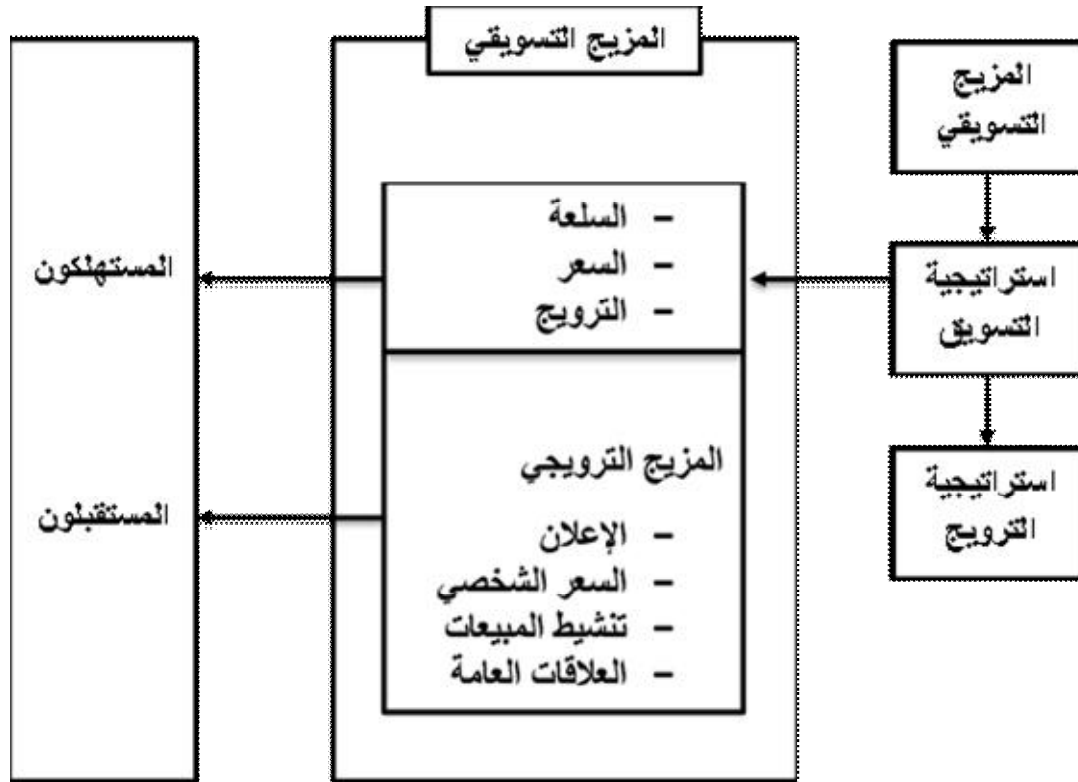 المزيج
التسويقي
استراتيجية
التسويق
استراتيجية
الترويج
المزيج التسويقي
– السلعة
– السعر
– الترويج
المزيج الترويجي
– الإعلان
– السعر الشخصي
– تنشيط المبيعات
– العلاقات العامة
المستهلكون
المستقبلون